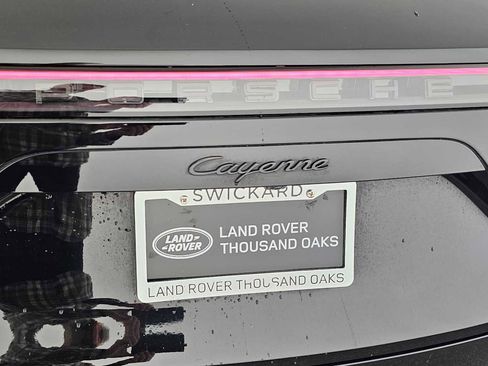 PORSCHE
Cayenne
SWICKARD
LAND ROVER
LAND ROVER
THOUSAND OAKS
LAND ROVER THOUSAND OAKS